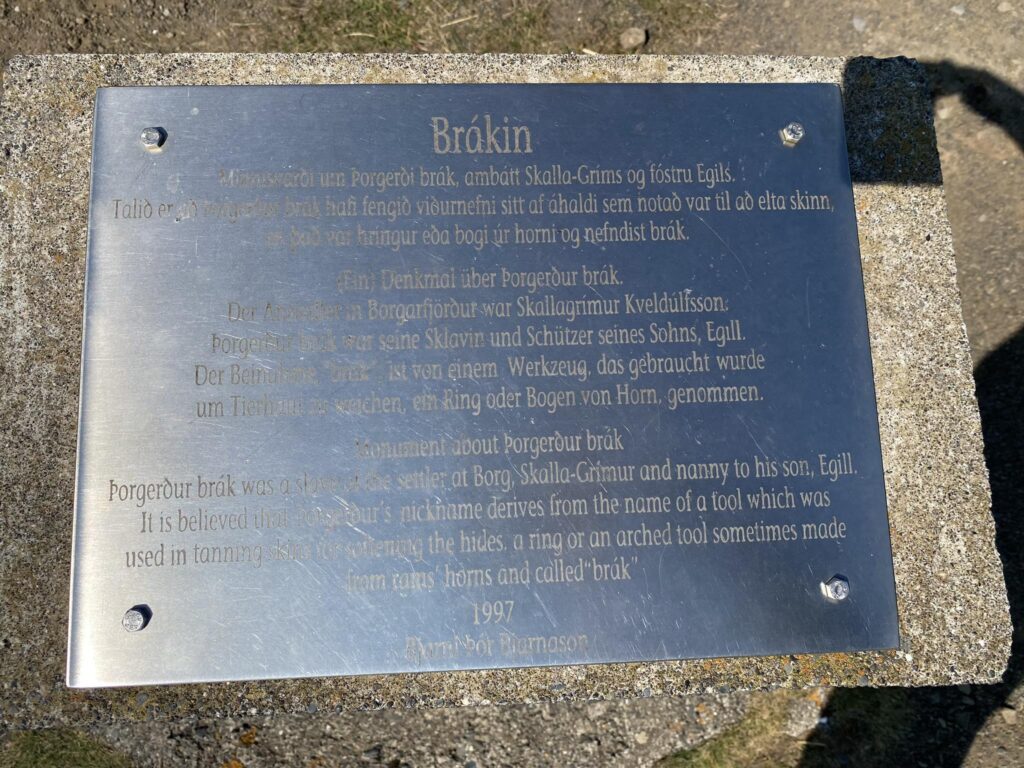 Brákin
Minnisvarði um Þorgerði brák, ambátt Skalla-Gríms og fóstru Egils.
Talið er að Þorgerður brák hafi fengið viðurnefni sitt af áhaldi sem notað var til að elta skinn,
en það var hringur eða bogi úr horni og nefndist brák.
(Ein) Denkmal über Þorgerður brák.
Der Ansiedler in Borgarfjörður war Skallagrímur Kveldúlfsson.
Þorgerður brák war seine Sklavin und Schützer seines Sohns, Egill.
Der Beiname, "brák", ist von einem Werkzeug, das gebraucht wurde
um Tierhaut zu weichen, ein Ring oder Bogen von Horn, genommen.
Monument about Þorgerður brák
Þorgerður brák was a slave of the settler at Borg, Skalla-Grímur and nanny to his son, Egill.
It is believed that Þorgerður's nickname derives from the name of a tool which was
used in tanning skins for softening the hides, a ring or an arched tool sometimes made
from rams' horns and called "brák"
1997
Bjarni Þór Bjarnason